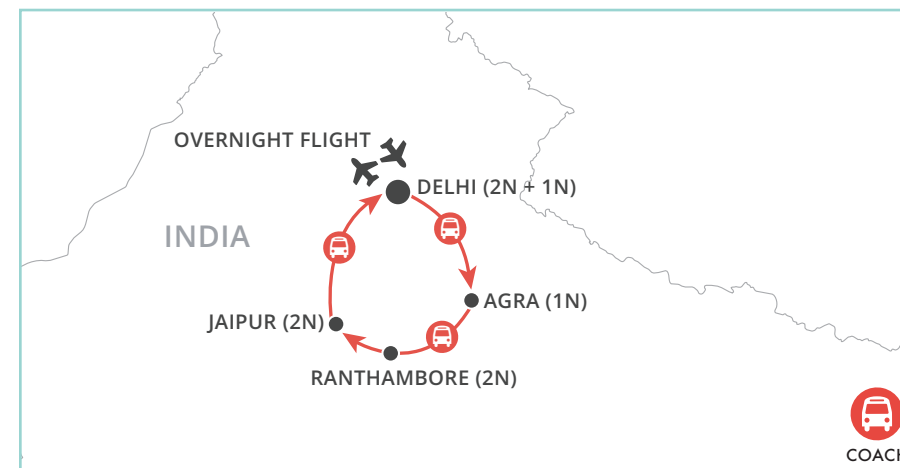 OVERNIGHT FLIGHT
DELHI (2N + 1N)
INDIA
AGRA (1N)
JAIPUR (2N)
RANTHAMBORE (2N)
COACH